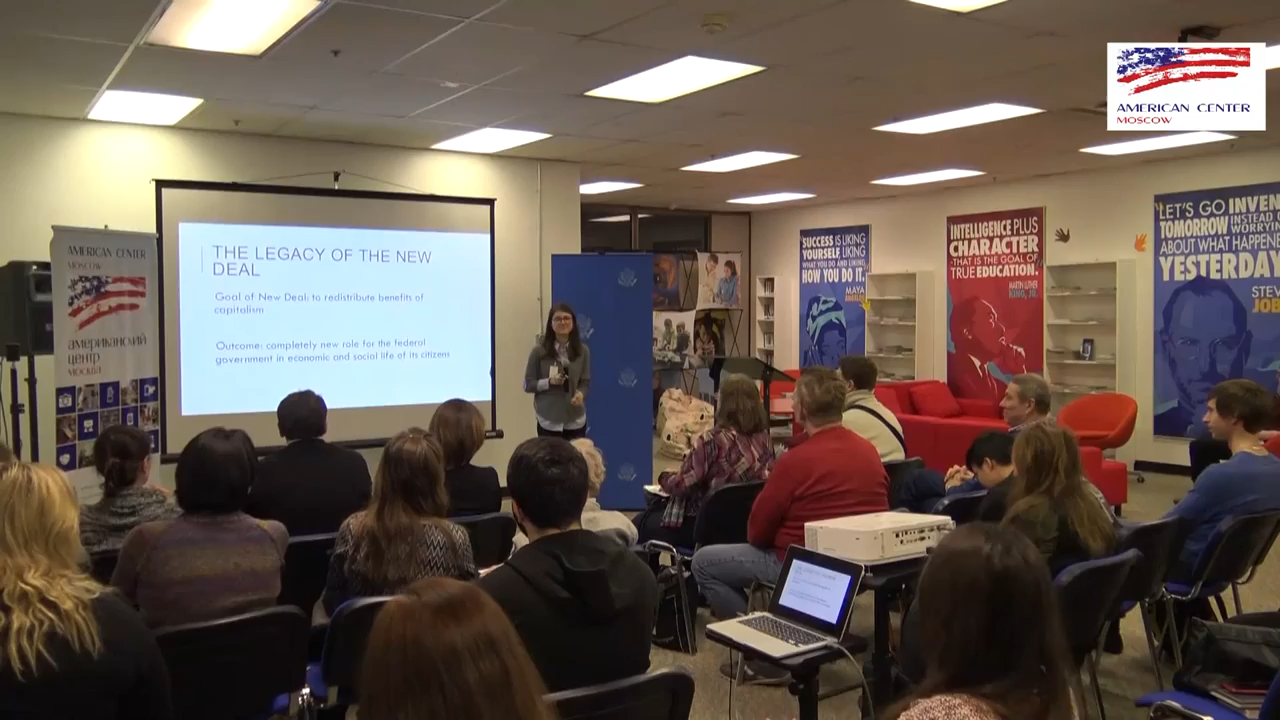 AMERICAN CENTER
MOSCOW
AMERICAN CENTER
MOSCOW
американский
центр
москва
THE LEGACY OF THE NEW
DEAL
Goal of New Deal: to redistribute benefits of
capitalism
Outcome: completely new role for the federal
government in economic and social life of its citizens
SUCCESS IS LIKING
YOURSELF, LIKING
WHAT YOU DO AND LIKING
HOW YOU DO IT.
MAYA
INTELLIGENCE PLUS
CHARACTER
-THAT IS THE GOAL OF
TRUE EDUCATION.
MARTIN LUTHER
KING, JR.
LET'S GO INVEN
TOMORROW INSTEAD
WORRYIN
ABOUT WHAT HAPPEN
YESTERDAY
STEV
JOB